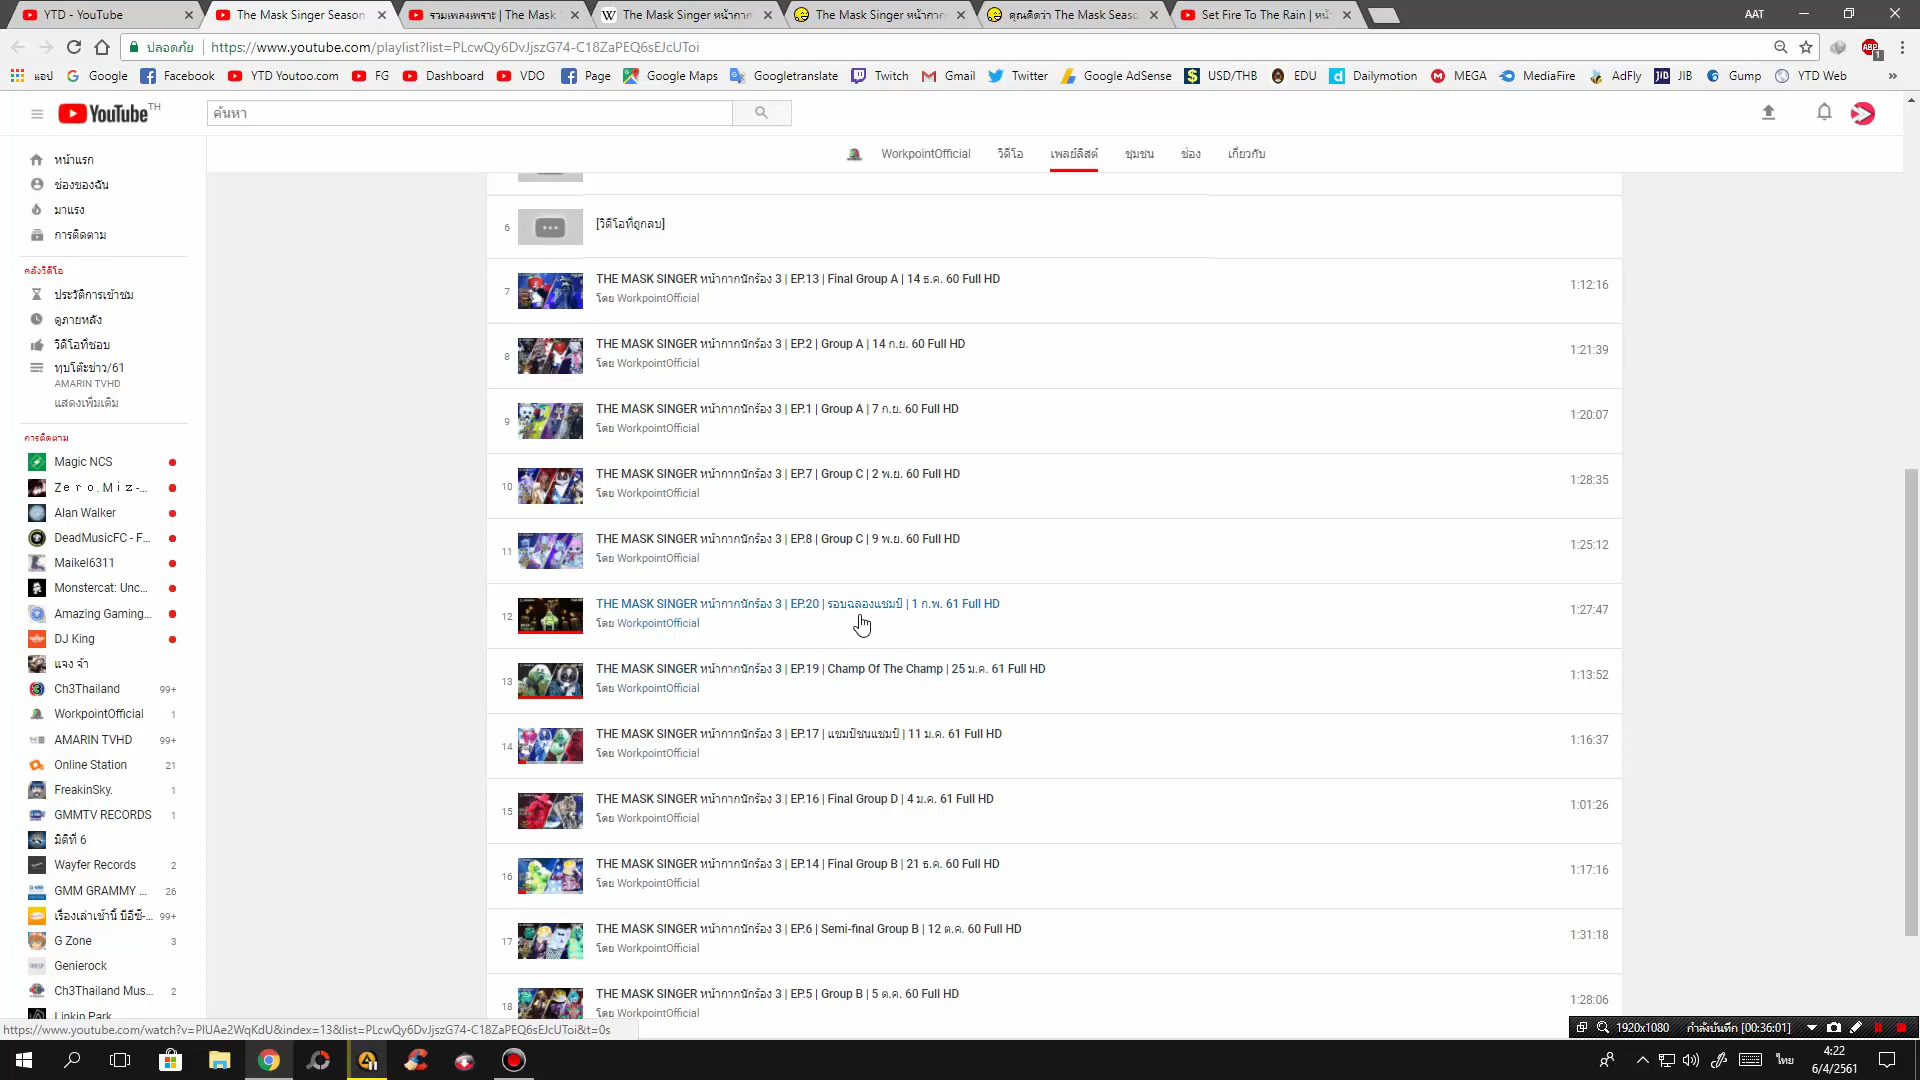 YTD - YouTube
The Mask Singer Season
รวมเพลงเพราะ | The Mask
The Mask Singer หน้ากาก
The Mask Singer หน้ากาก
คุณคิดว่า The Mask Seaso
Set Fire To The Rain | หน้า
AAT
ปลอดภัย
https://www.youtube.com/playlist?list=PLcwQy6DvJjszG74-C18ZaPEQ6sEJcUToi
แอป
Google
Facebook
YTD Youtoo.com
FG
Dashboard
VDO
Page
Google Maps
Googletranslate
Twitch
Gmail
Twitter
Google AdSense
USD/THB
EDU
Dailymotion
MEGA
MediaFire
AdFly
JIB
Gump
YTD Web
YouTube TH
ค้นหา
WorkpointOfficial
วิดีโอ
เพลย์ลิสต์
ชุมชน
ช่อง
เกี่ยวกับ
หน้าแรก
ช่องของฉัน
มาแรง
การติดตาม
คลังวิดีโอ
ประวัติการเข้าชม
ดูภายหลัง
วิดีโอที่ชอบ
ทุบโต๊ะข่าว/61
AMARIN TVHD
แสดงเพิ่มเติม
การติดตาม
Magic NCS
Ｚｅｒｏ.Ｍｉｚ-...
Alan Walker
DeadMusicFC - F...
Maikel6311
Monstercat: Unc...
Amazing Gaming...
DJ King
แจง จ้า
Ch3Thailand 99+
WorkpointOfficial 1
AMARIN TVHD 99+
Online Station 21
FreakinSky. 1
GMMTV RECORDS 1
มิติที่ 6
Wayfer Records 2
GMM GRAMMY ... 26
เรื่องเล่าเช้านี้ บีอีซี-... 99+
G Zone 3
Genierock
Ch3Thailand Mus... 2
Linkin Park
6 [วิดีโอที่ถูกลบ]
7 THE MASK SINGER หน้ากากนักร้อง 3 | EP.13 | Final Group A | 14 ธ.ค. 60 Full HD 1:12:16
โดย WorkpointOfficial
8 THE MASK SINGER หน้ากากนักร้อง 3 | EP.2 | Group A | 14 ก.ย. 60 Full HD 1:21:39
โดย WorkpointOfficial
9 THE MASK SINGER หน้ากากนักร้อง 3 | EP.1 | Group A | 7 ก.ย. 60 Full HD 1:20:07
โดย WorkpointOfficial
10 THE MASK SINGER หน้ากากนักร้อง 3 | EP.7 | Group C | 2 พ.ย. 60 Full HD 1:28:35
โดย WorkpointOfficial
11 THE MASK SINGER หน้ากากนักร้อง 3 | EP.8 | Group C | 9 พ.ย. 60 Full HD 1:25:12
โดย WorkpointOfficial
12 THE MASK SINGER หน้ากากนักร้อง 3 | EP.20 | รอบฉลองแชมป์ | 1 ก.พ. 61 Full HD 1:27:47
โดย WorkpointOfficial
13 THE MASK SINGER หน้ากากนักร้อง 3 | EP.19 | Champ Of The Champ | 25 ม.ค. 61 Full HD 1:13:52
โดย WorkpointOfficial
14 THE MASK SINGER หน้ากากนักร้อง 3 | EP.17 | แชมป์ชนแชมป์ | 11 ม.ค. 61 Full HD 1:16:37
โดย WorkpointOfficial
15 THE MASK SINGER หน้ากากนักร้อง 3 | EP.16 | Final Group D | 4 ม.ค. 61 Full HD 1:01:26
โดย WorkpointOfficial
16 THE MASK SINGER หน้ากากนักร้อง 3 | EP.14 | Final Group B | 21 ธ.ค. 60 Full HD 1:17:16
โดย WorkpointOfficial
17 THE MASK SINGER หน้ากากนักร้อง 3 | EP.6 | Semi-final Group B | 12 ต.ค. 60 Full HD 1:31:18
โดย WorkpointOfficial
18 THE MASK SINGER หน้ากากนักร้อง 3 | EP.5 | Group B | 5 ต.ค. 60 Full HD 1:28:06
โดย WorkpointOfficial
https://www.youtube.com/watch?v=PlUAe2WqKdU&index=13&list=PLcwQy6DvJjszG74-C18ZaPEQ6sEJcUToi&t=0s
1920x1080 กำลังบันทึก [00:36:01]
ไทย
4:22
6/4/2561